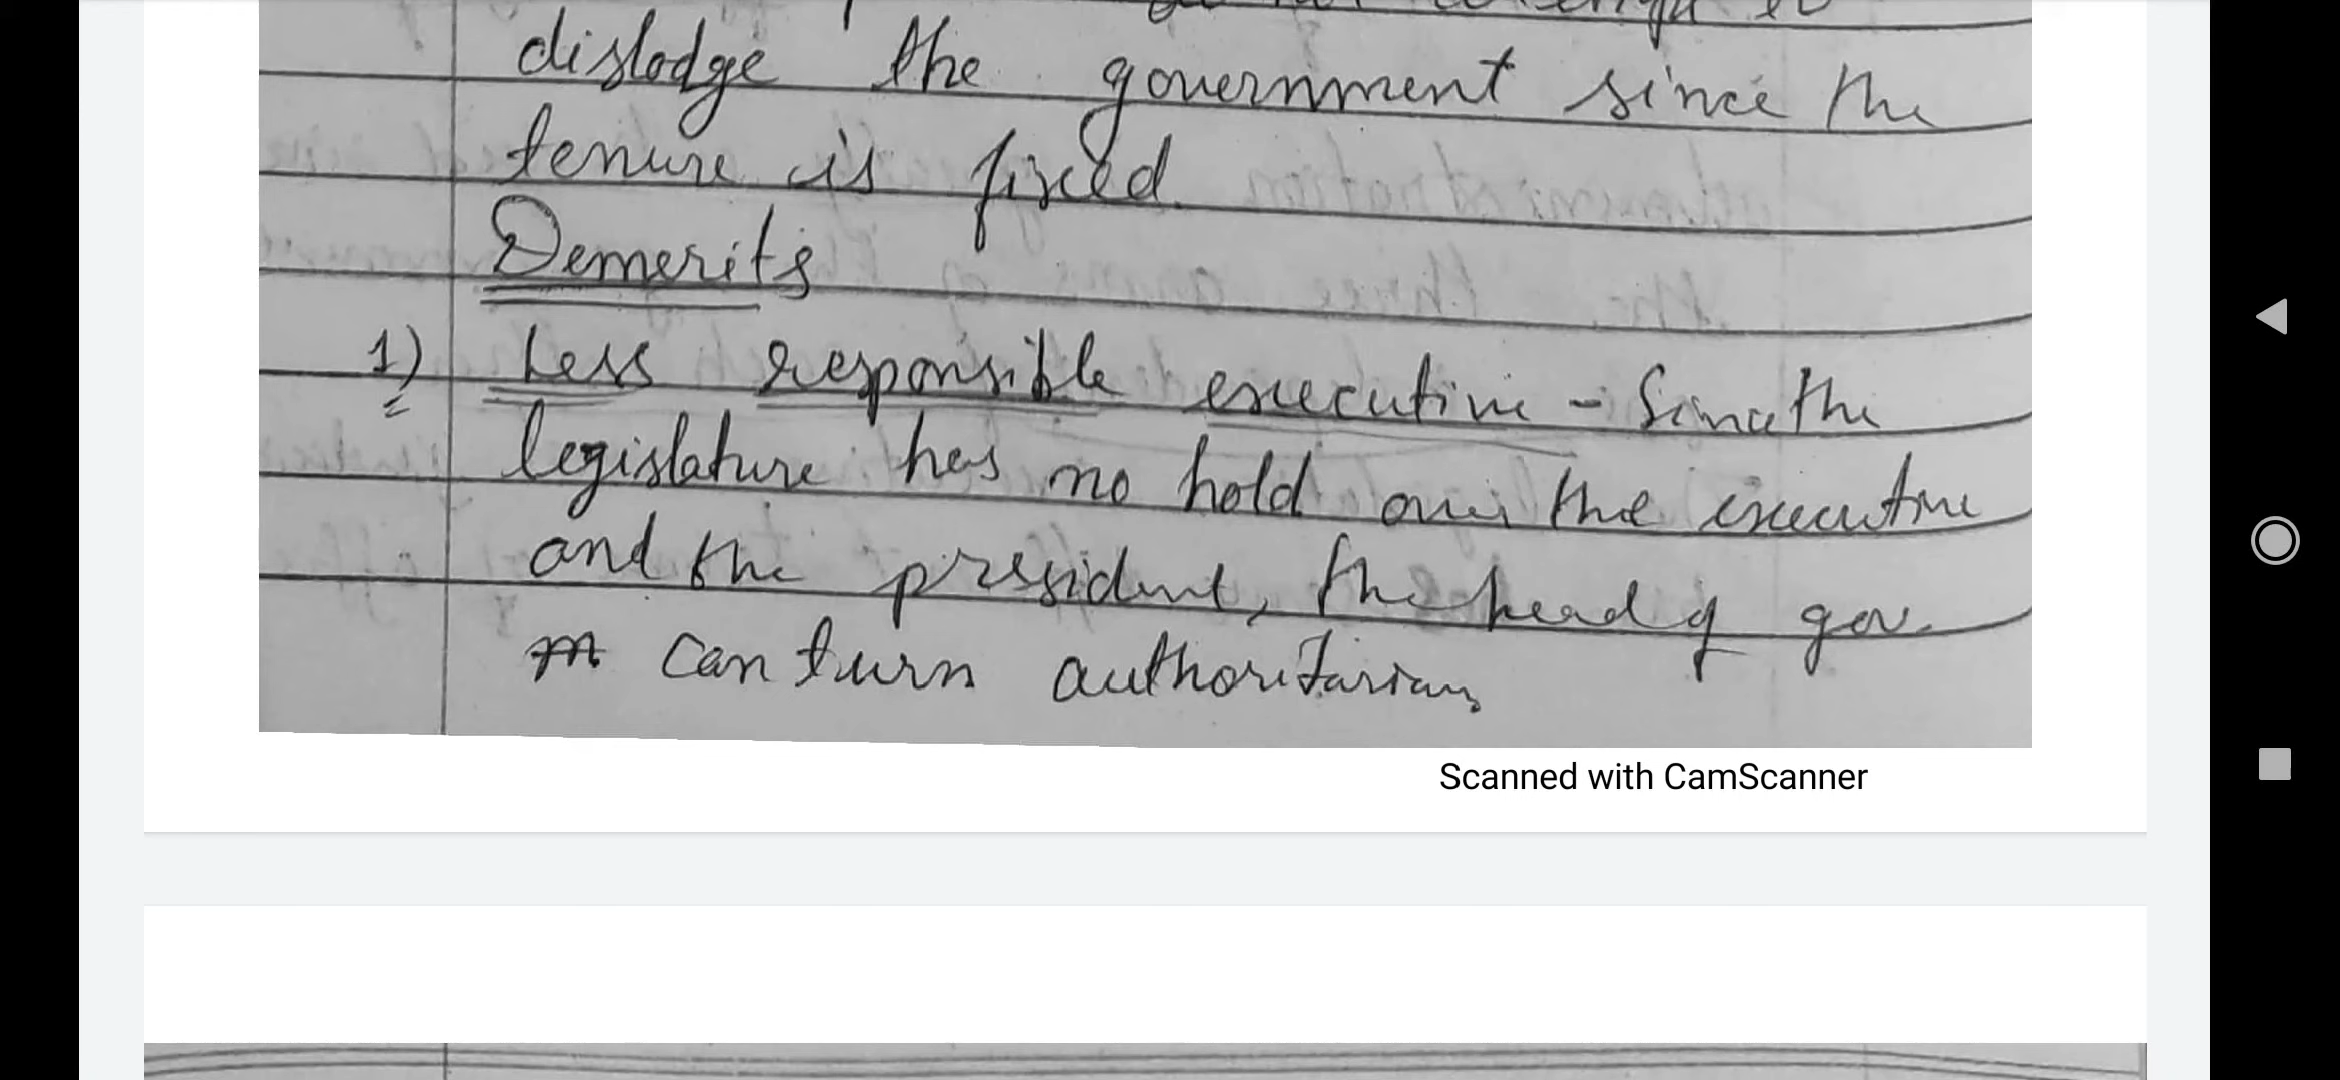 dislodge the government since the
tenure is fixed.
Demerits
1) Less responsible executive - Since the
legislature has no hold over the executive
and the president, the head of gov.
can turn authoritarian,
Scanned with CamScanner